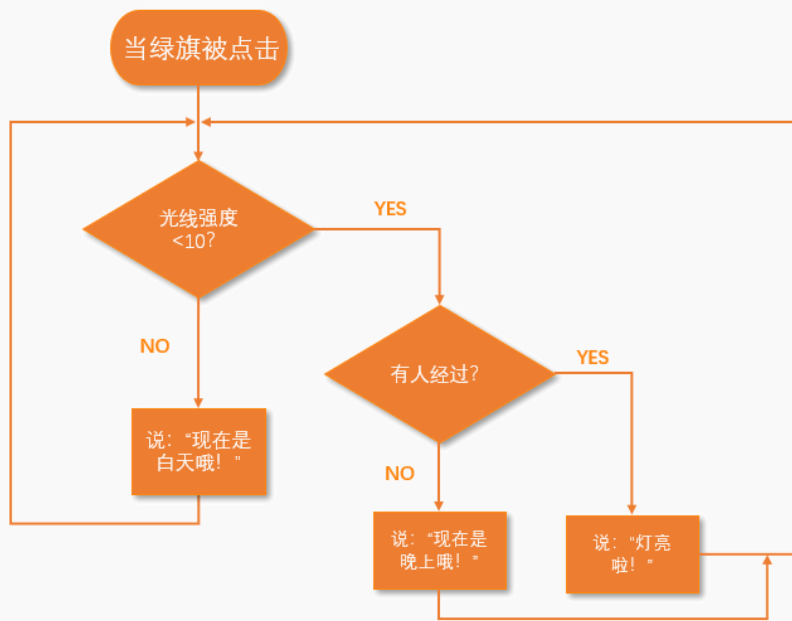 当绿旗被点击
光线强度
<10?
YES
NO
有人经过?
YES
说:“现在是
白天哦!”
NO
说:“现在是
晚上哦!”
说:“灯亮
啦!”